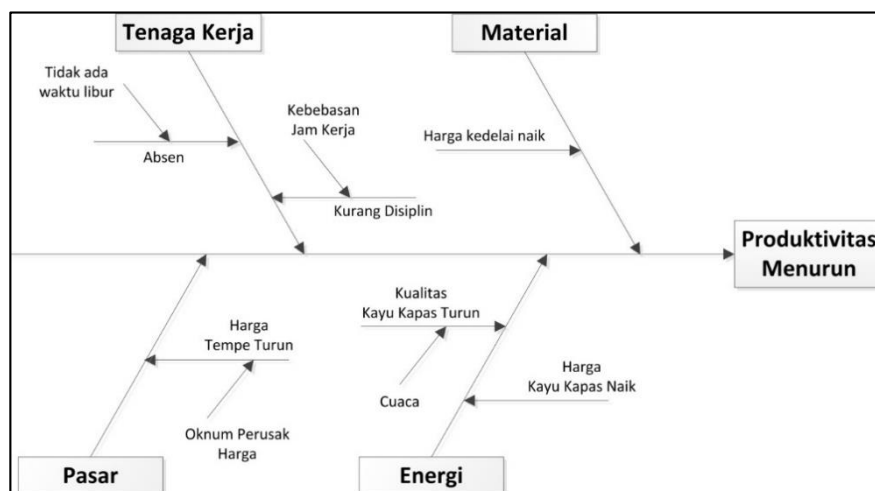 Tenaga Kerja
Material
Tidak ada
waktu libur
Absen
Kebebasan
Jam Kerja
Kurang Disiplin
Harga kedelai naik
Produktivitas
Menurun
Harga
Tempe Turun
Oknum Perusak
Harga
Pasar
Kualitas
Kayu Kapas Turun
Cuaca
Harga
Kayu Kapas Naik
Energi